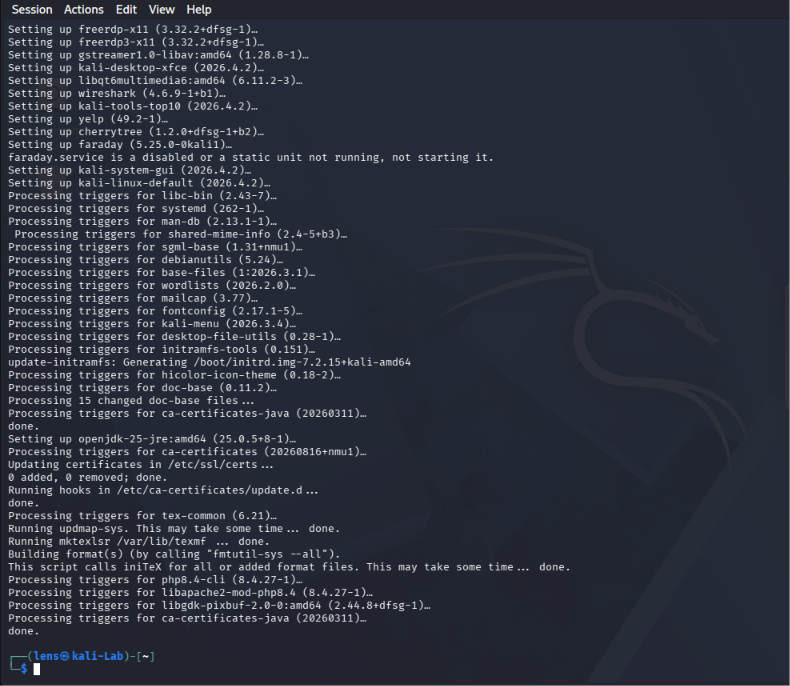 Session Actions Edit View Help
Setting up freerdp-x11 (3.32.2+dfsg-1)…
Setting up freerdp3-x11 (3.32.2+dfsg-1)…
Setting up gstreamer1.0-libav:amd64 (1.28.8-1)…
Setting up kali-desktop-xfce (2026.4.2)…
Setting up libqt6multimedia6:amd64 (6.11.2-3)…
Setting up wireshark (4.6.9-1+b1)…
Setting up kali-tools-top10 (2026.4.2)…
Setting up yelp (49.2-1)…
Setting up cherrytree (1.2.0+dfsg-1+b2)…
Setting up faraday (5.25.0-0kali1)…
faraday.service is a disabled or a static unit not running, not starting it.
Setting up kali-system-gui (2026.4.2)…
Setting up kali-linux-default (2026.4.2)…
Processing triggers for libc-bin (2.43-7)…
Processing triggers for systemd (262-1)…
Processing triggers for man-db (2.13.1-1)…
Processing triggers for shared-mime-info (2.4-5+b3)…
Processing triggers for sgml-base (1.31+nmu1)…
Processing triggers for debianutils (5.24)…
Processing triggers for base-files (1:2026.3.1)…
Processing triggers for wordlists (2026.2.0)…
Processing triggers for mailcap (3.77)…
Processing triggers for fontconfig (2.17.1-5)…
Processing triggers for kali-menu (2026.3.4)…
Processing triggers for desktop-file-utils (0.28-1)…
Processing triggers for initramfs-tools (0.151)…
update-initramfs: Generating /boot/initrd.img-7.2.15+kali-amd64
Processing triggers for hicolor-icon-theme (0.18-2)…
Processing triggers for doc-base (0.11.2)…
Processing 15 changed doc-base files...
Processing triggers for ca-certificates-java (20260311)…
done.
Setting up openjdk-25-jre:amd64 (25.0.5+8-1)…
Processing triggers for ca-certificates (20260816+nmu1)…
Updating certificates in /etc/ssl/certs...
0 added, 0 removed; done.
Running hooks in /etc/ca-certificates/update.d...
done.
Processing triggers for tex-common (6.21)…
Running updmap-sys. This may take some time... done.
Running mktexlsr /var/lib/texmf ... done.
Building format(s) (by calling "fmtutil-sys --all").
This script calls iniTeX for all or added format files. This may take some time... done.
Processing triggers for php8.4-cli (8.4.27-1)…
Processing triggers for libapache2-mod-php8.4 (8.4.27-1)…
Processing triggers for libgdk-pixbuf-2.0-0:amd64 (2.44.8+dfsg-1)…
Processing triggers for ca-certificates-java (20260311)…
done.
┌──(lens㉿kali-Lab)-[~]
└─$